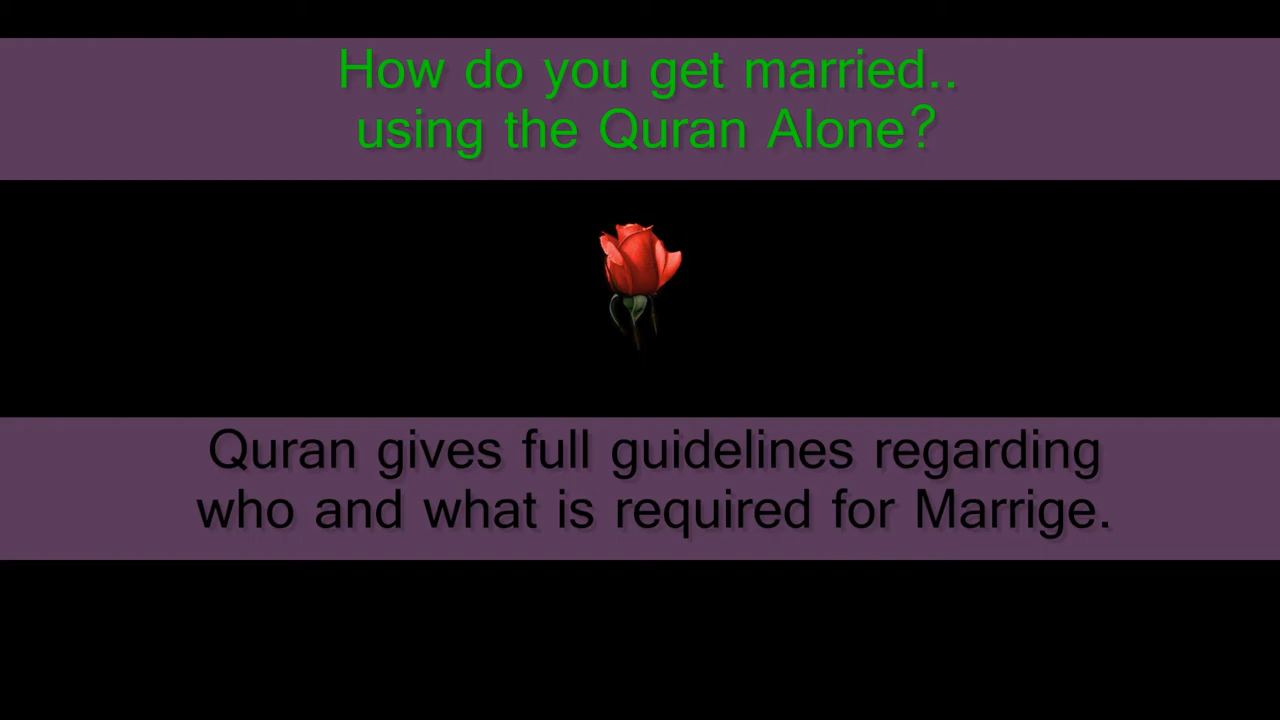 How do you get married..
using the Quran Alone?
Quran gives full guidelines regarding
who and what is required for Marrige.